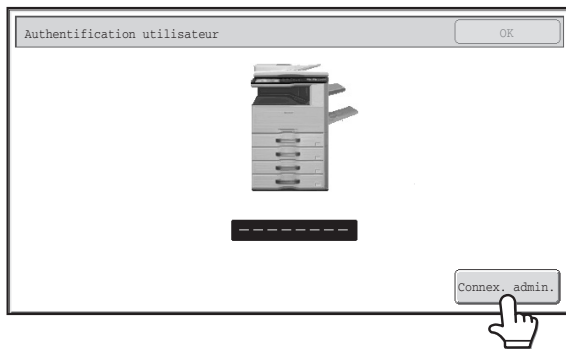 Authentification utilisateur
OK
--------
Connex. admin.